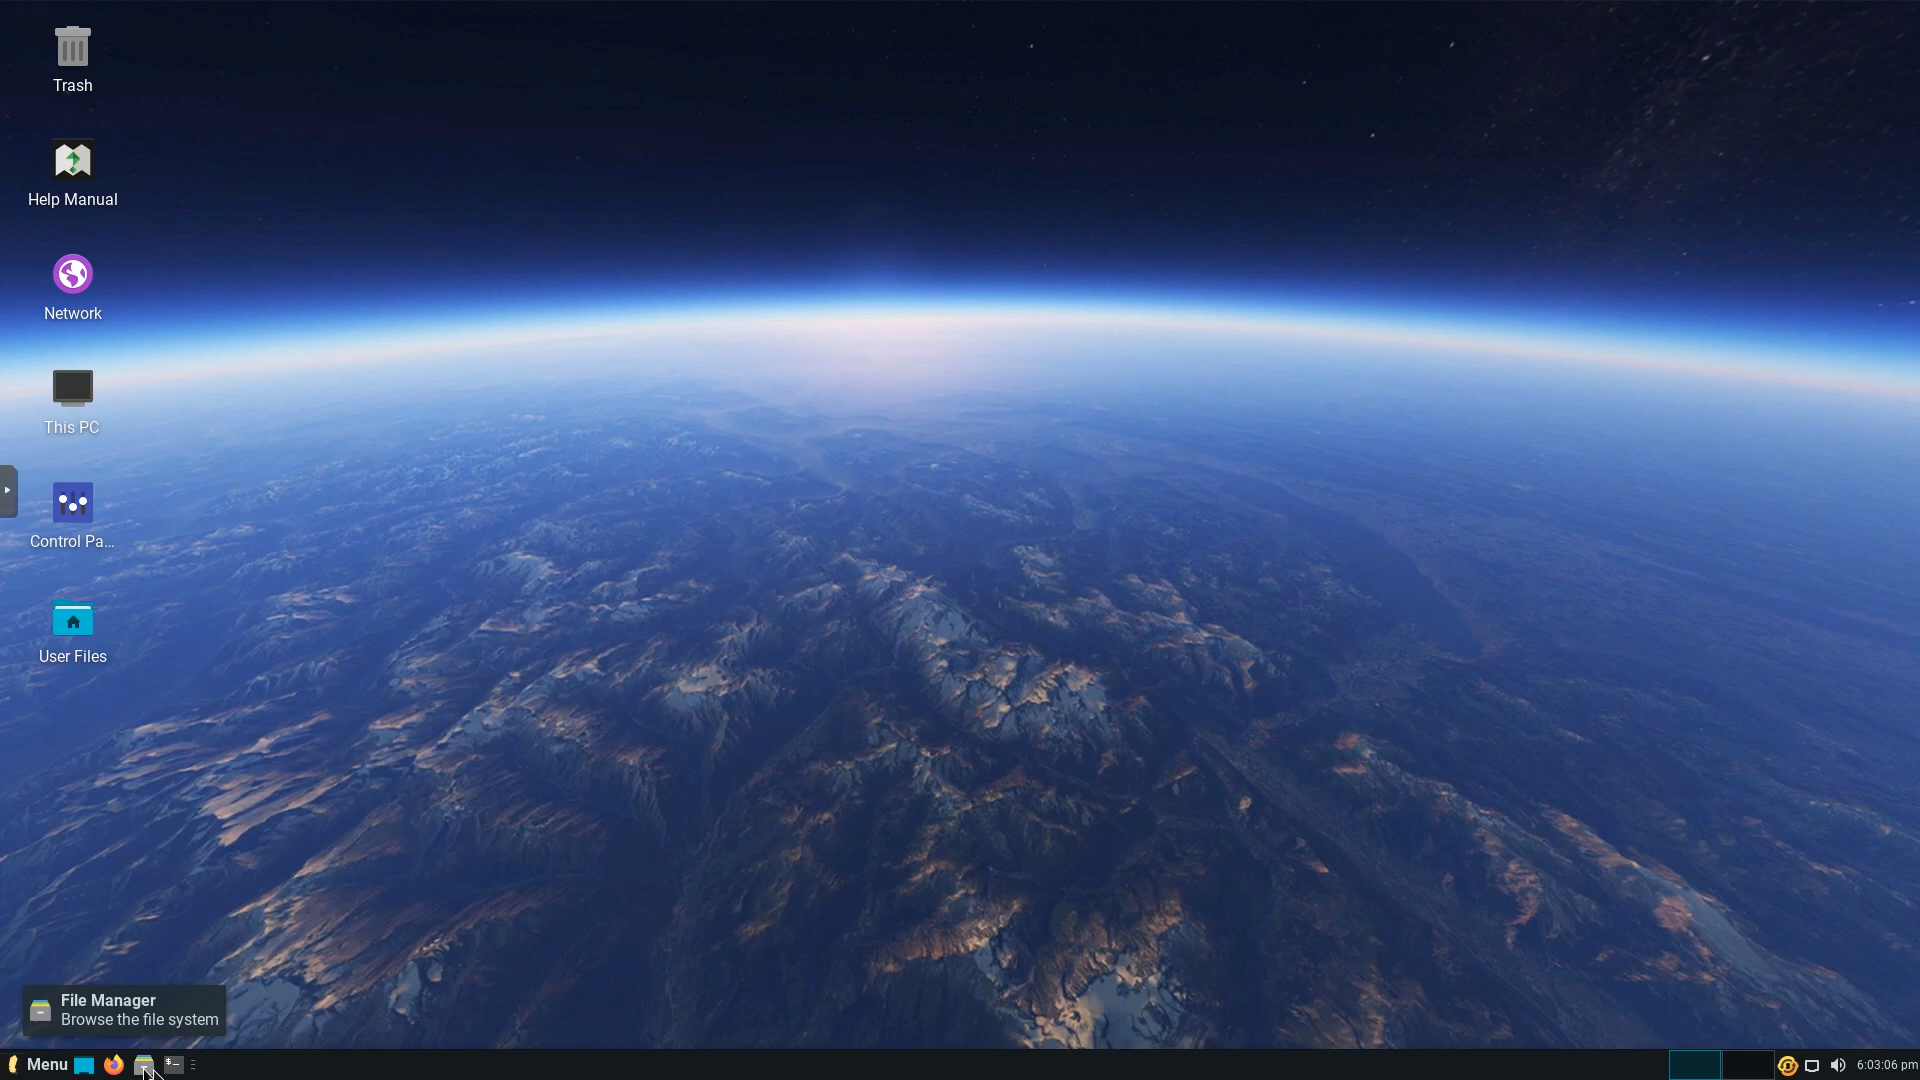 Trash
Help Manual
Network
This PC
Control Pa...
User Files
File Manager
Browse the file system
Menu
$-
6:03:06 pm